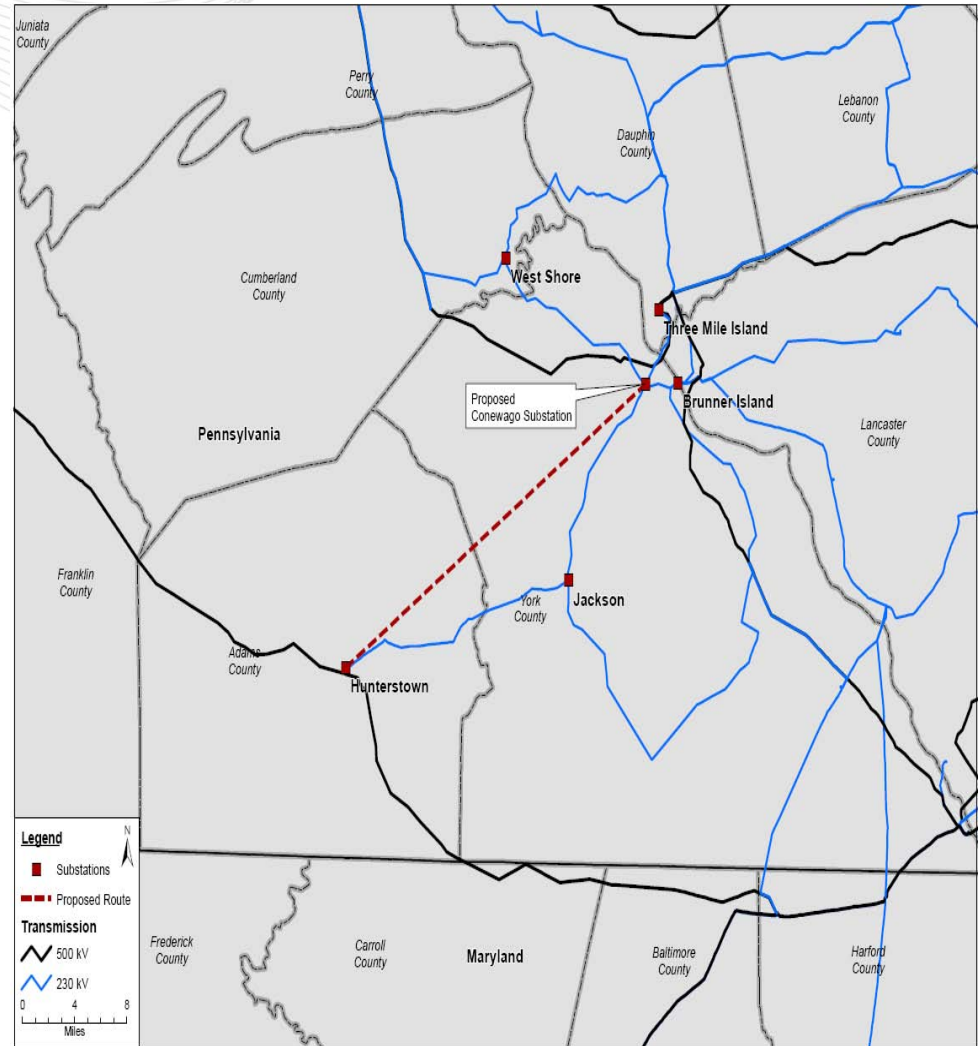 Juniata
County
Perry
County
Lebanon
County
Dauphin
County
West Shore
Cumberland
County
Three Mile Island
Proposed
Conewago Substation
Brunner Island
Lancaster
County
Pennsylvania
Franklin
County
Jackson
York
County
Adams
County
Hunterstown
Legend
N
Substations
Proposed Route
Transmission
500 kV
230 kV
0 4 8
Miles
Frederick
County
Carroll
County
Maryland
Baltimore
County
Harford
County